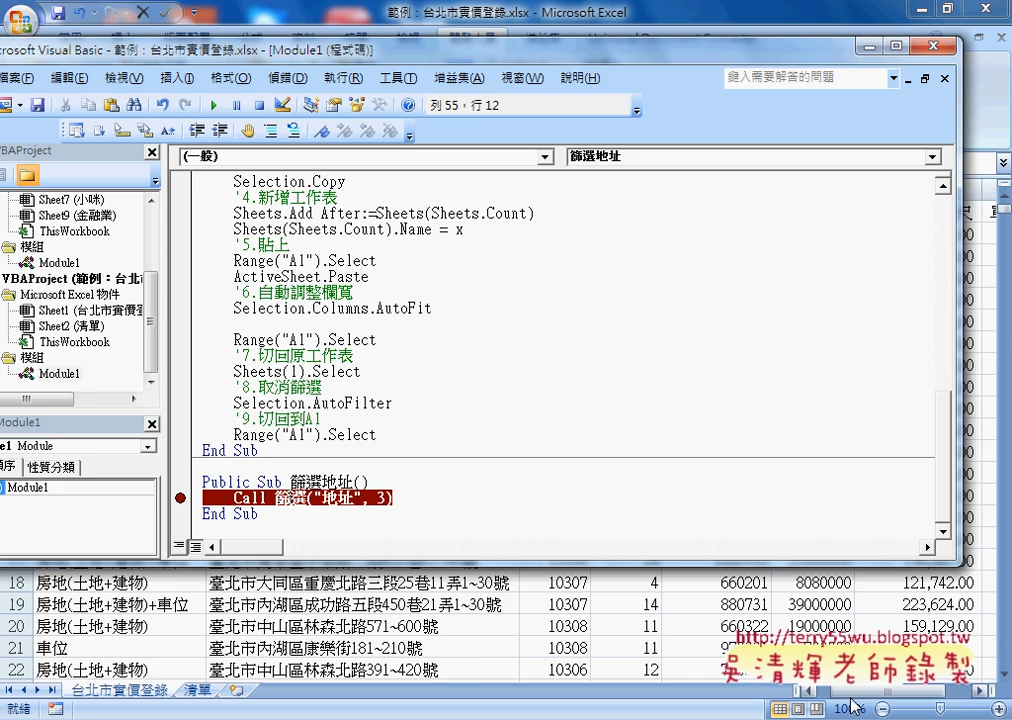 範例：台北市實價登錄.xlsx - Microsoft Excel
rosoft Visual Basic - 範例：台北市實價登錄.xlsx - [Module1 (程式碼)]
檔案(F) 編輯(E) 檢視(V) 插入(I) 格式(O) 偵錯(D) 執行(R) 工具(T) 增益集(A) 視窗(W) 說明(H)
鍵入需要解答的問題
列 55，行 12
VBAProject
(一般)
篩選地址
Sheet7 (小咪)
Sheet9 (金融業)
ThisWorkbook
模組
Module1
VBAProject (範例：台北
Microsoft Excel 物件
Sheet1 (台北市實價登
Sheet2 (清單)
ThisWorkbook
模組
Module1
Module1
e1 Module
順序 性質分類
Module1
Selection.Copy
'4.新增工作表
Sheets.Add After:=Sheets(Sheets.Count)
Sheets(Sheets.Count).Name = x
'5.貼上
Range("A1").Select
ActiveSheet.Paste
'6.自動調整欄寬
Selection.Columns.AutoFit
Range("A1").Select
'7.切回原工作表
Sheets(1).Select
'8.取消篩選
Selection.AutoFilter
'9.切回到A1
Range("A1").Select
End Sub
Public Sub 篩選地址()
Call 篩選("地址", 3)
End Sub
18 房地(土地+建物) 臺北市大同區重慶北路三段25巷11弄1~30號 10307 4 660201 8080000 121,742.00
19 房地(土地+建物)+車位 臺北市內湖區成功路五段450巷21弄1~30號 10307 14 880731 39000000 223,624.00
20 房地(土地+建物) 臺北市中山區林森北路571~600號 10308 11 660322 19000000 159,129.00
21 車位 臺北市內湖區康樂街181~210號 10308 11
22 房地(土地+建物) 臺北市中山區林森北路391~420號 10306 12
http://terry55wu.blogspot.tw
吳清輝老師錄製
台北市實價登錄 清單
就緒